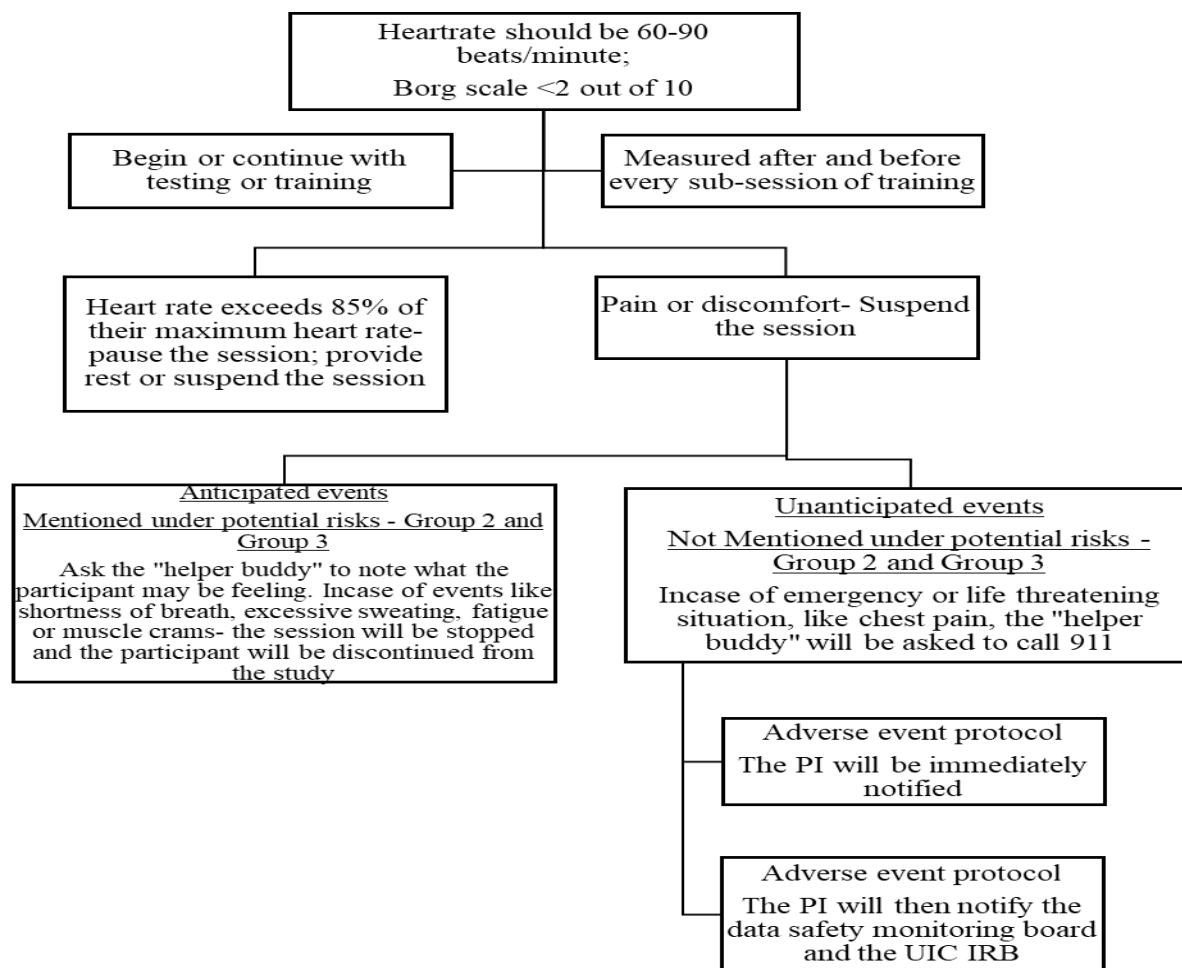 Heartrate should be 60-90
beats/minute;
Borg scale <2 out of 10
Begin or continue with
testing or training
Measured after and before
every sub-session of training
Heart rate exceeds 85% of
their maximum heart rate-
pause the session; provide
rest or suspend the session
Pain or discomfort- Suspend
the session
Anticipated events
Mentioned under potential risks - Group 2 and
Group 3
Ask the "helper buddy" to note what the
participant may be feeling. Incase of events like
shortness of breath, excessive sweating, fatigue
or muscle crams- the session will be stopped
and the participant will be discontinued from
the study
Unanticipated events
Not Mentioned under potential risks -
Group 2 and Group 3
Incase of emergency or life threatening
situation, like chest pain, the "helper
buddy" will be asked to call 911
Adverse event protocol
The PI will be immediately
notified
Adverse event protocol
The PI will then notify the
data safety monitoring board
and the UIC IRB